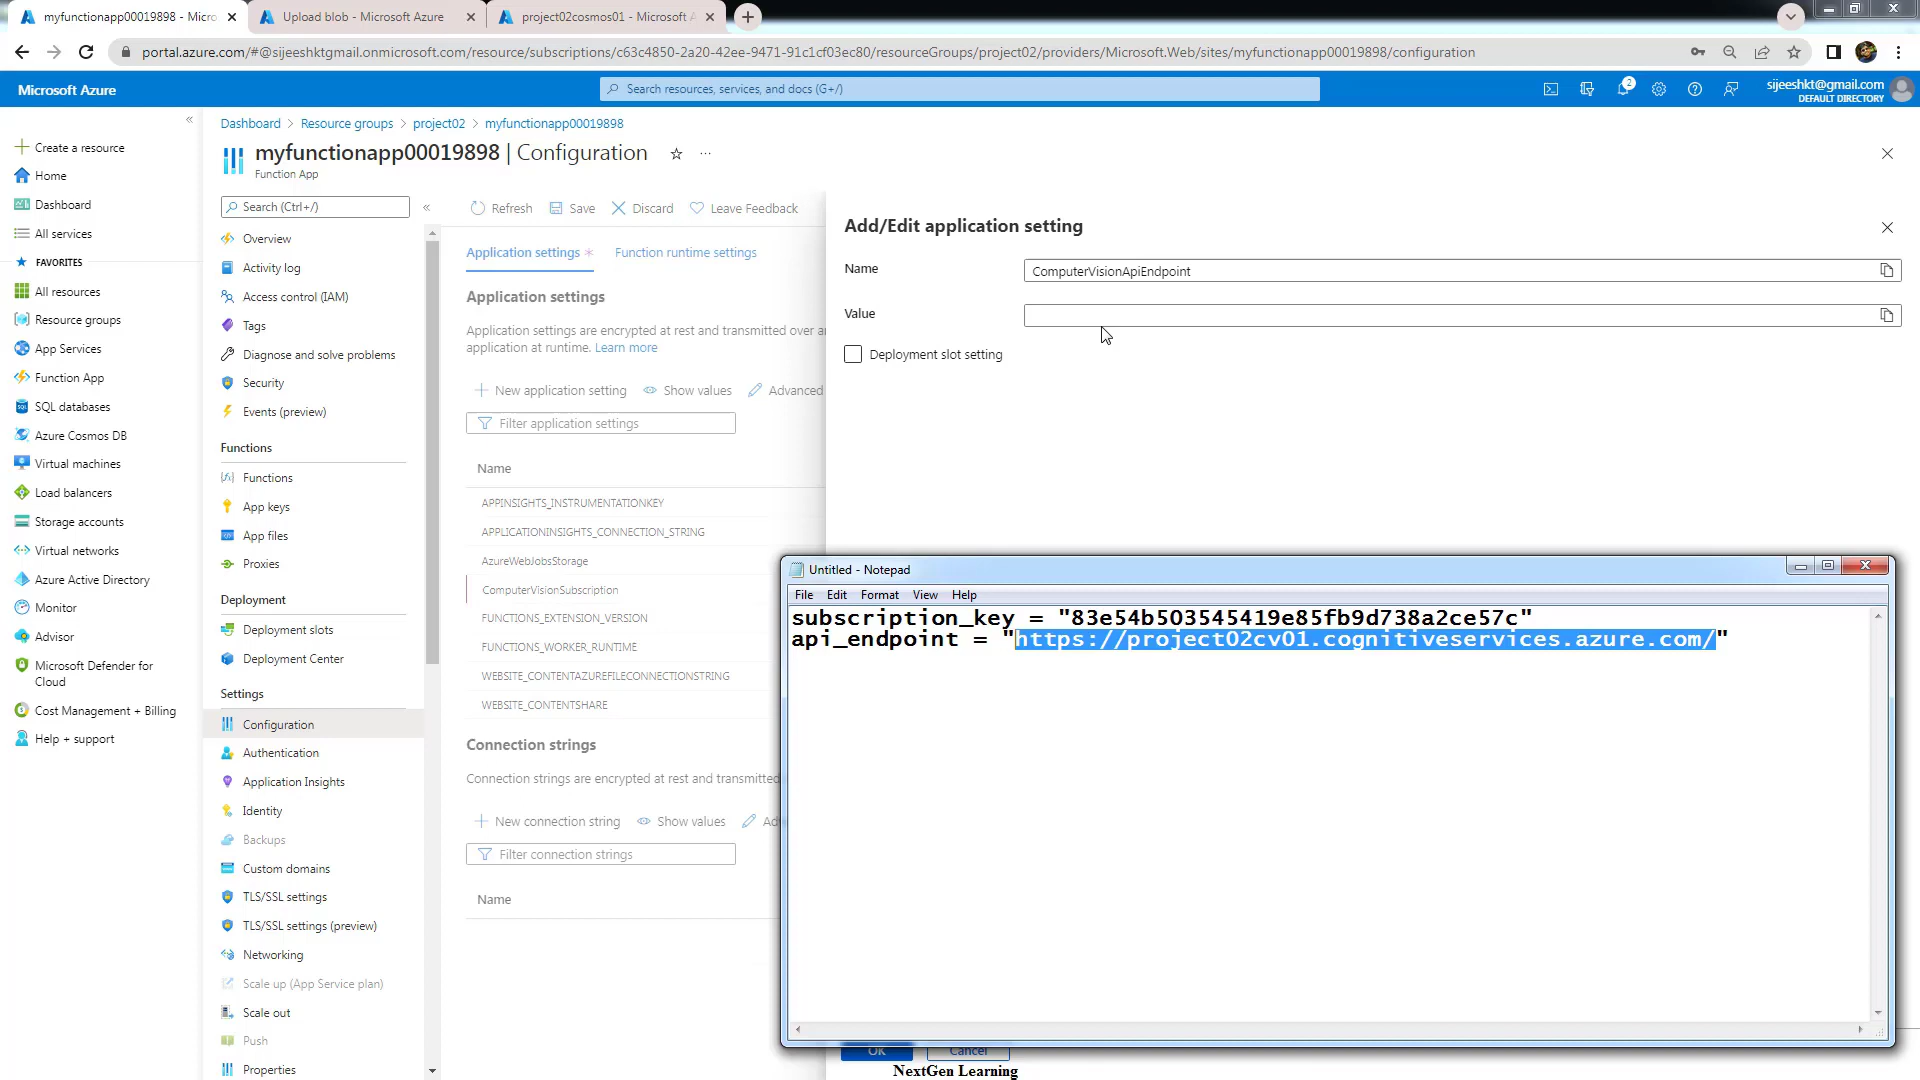 myfunctionapp00019898 - Micro
Upload blob - Microsoft Azure
project02cosmos01 - Microsoft A
portal.azure.com/#@sijeeshktgmail.onmicrosoft.com/resource/subscriptions/c63c4850-2a20-42ee-9471-91c1cf03ec80/resourceGroups/project02/providers/Microsoft.Web/sites/myfunctionapp00019898/configuration
Microsoft Azure
Search resources, services, and docs (G+/)
2
sijeeshkt@gmail.com
DEFAULT DIRECTORY
Create a resource
Home
Dashboard
All services
FAVORITES
All resources
Resource groups
App Services
Function App
SQL databases
Azure Cosmos DB
Virtual machines
Load balancers
Storage accounts
Virtual networks
Azure Active Directory
Monitor
Advisor
Microsoft Defender for
Cloud
Cost Management + Billing
Help + support
Dashboard > Resource groups > project02 > myfunctionapp00019898
myfunctionapp00019898 | Configuration
Function App
Search (Ctrl+/)
Overview
Activity log
Access control (IAM)
Tags
Diagnose and solve problems
Security
Events (preview)
Functions
Functions
App keys
App files
Proxies
Deployment
Deployment slots
Deployment Center
Settings
Configuration
Authentication
Application Insights
Identity
Backups
Custom domains
TLS/SSL settings
TLS/SSL settings (preview)
Networking
Scale up (App Service plan)
Scale out
Push
Properties
Refresh Save Discard Leave Feedback
Application settings * Function runtime settings
Application settings
Application settings are encrypted at rest and transmitted over an
application at runtime. Learn more
New application setting Show values Advanced
Filter application settings
Name
APPINSIGHTS_INSTRUMENTATIONKEY
APPLICATIONINSIGHTS_CONNECTION_STRING
AzureWebJobsStorage
ComputerVisionSubscription
FUNCTIONS_EXTENSION_VERSION
FUNCTIONS_WORKER_RUNTIME
WEBSITE_CONTENTAZUREFILECONNECTIONSTRING
WEBSITE_CONTENTSHARE
Connection strings
Connection strings are encrypted at rest and transmitted
New connection string Show values Ad
Filter connection strings
Name
Add/Edit application setting
Name
ComputerVisionApiEndpoint
Value
Deployment slot setting
Untitled - Notepad
File Edit Format View Help
subscription_key = "83e54b503545419e85fb9d738a2ce57c"
api_endpoint = "https://project02cv01.cognitiveservices.azure.com/"
OK Cancel
NextGen Learning